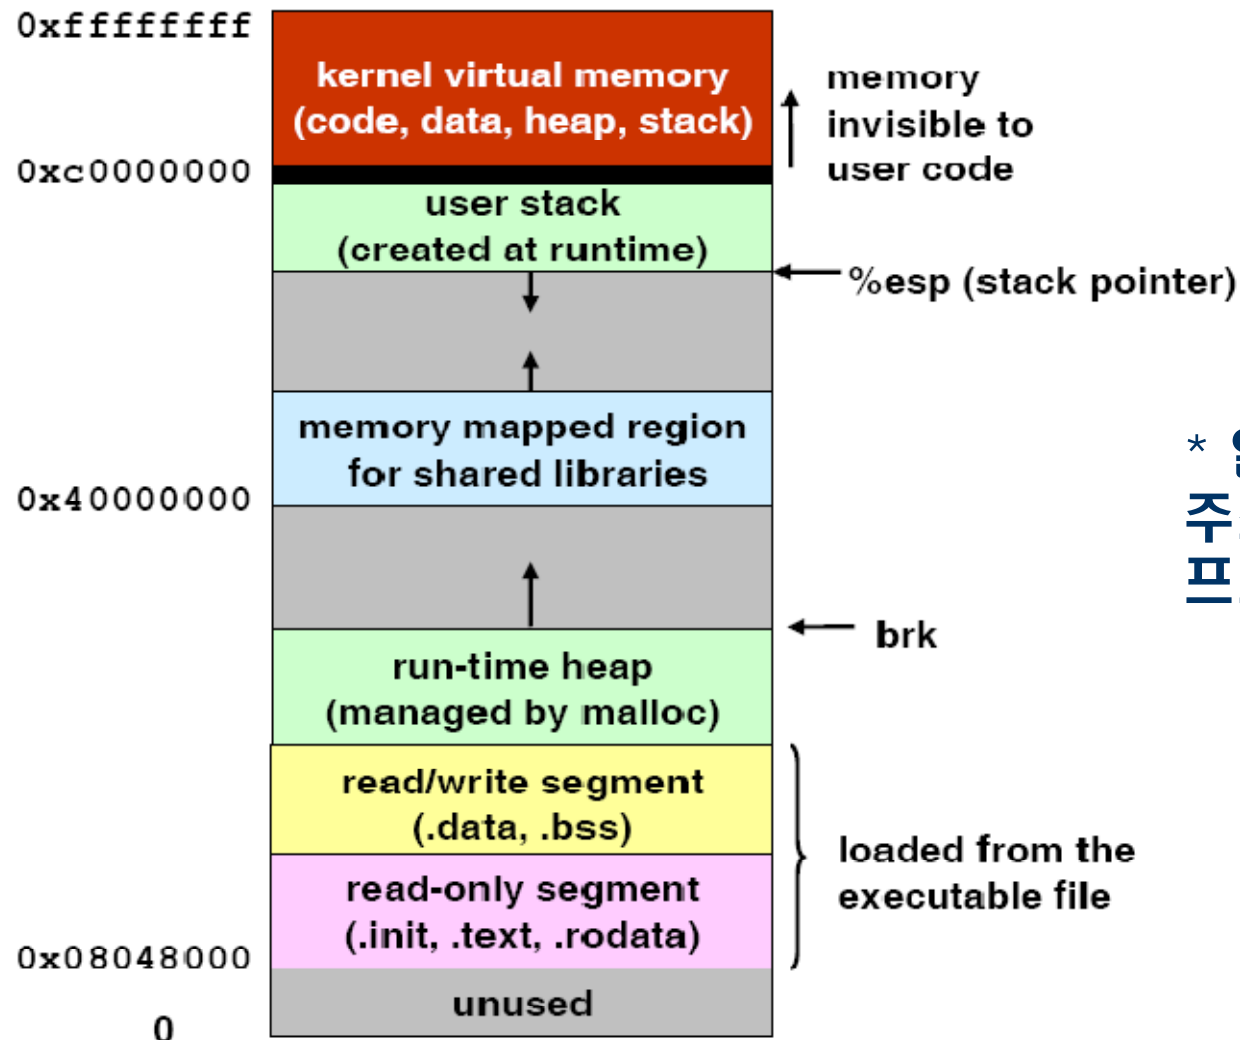 0xffffffff
kernel virtual memory
(code, data, heap, stack)
memory
invisible to
user code
0xc0000000
user stack
(created at runtime)
%esp (stack pointer)
memory mapped region
for shared libraries
*
0x40000000
brk
run-time heap
(managed by malloc)
read/write segment
(.data, .bss)
loaded from the
executable file
read-only segment
(.init, .text, .rodata)
0x08048000
unused
0